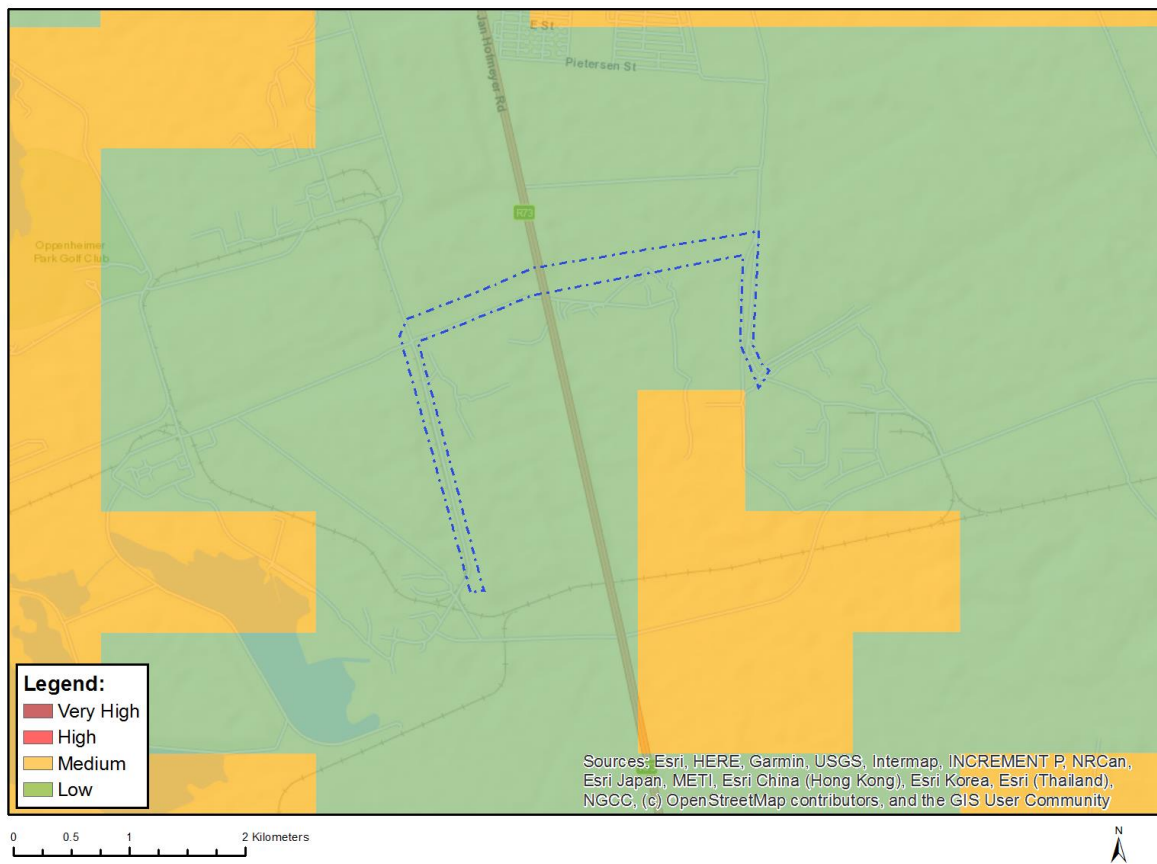 E St
Pietersen St
Jan Hofmeyer Rd
R73
Oppenheimer
Park Golf Club
Legend:
Very High
High
Medium
Low
Sources: Esri, HERE, Garmin, USGS, Intermap, INCREMENT P, NRCan,
Esri Japan, METI, Esri China (Hong Kong), Esri Korea, Esri (Thailand),
NGCC, (c) OpenStreetMap contributors, and the GIS User Community
0 0.5 1 2 Kilometers
N